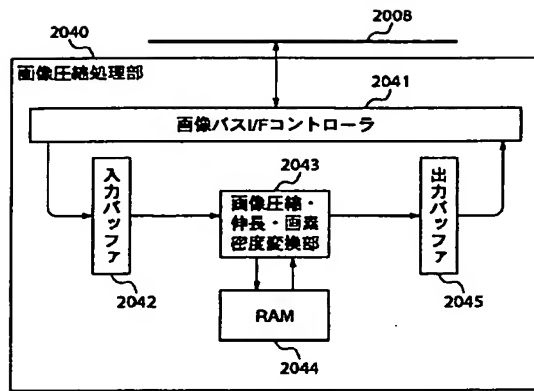 2040
2008
画像圧縮処理部
2041
画像バスI/Fコントローラ
入力バッファ
2042
2043
画像圧縮・
伸長・画素
密度変換部
出力バッファ
2045
RAM
2044